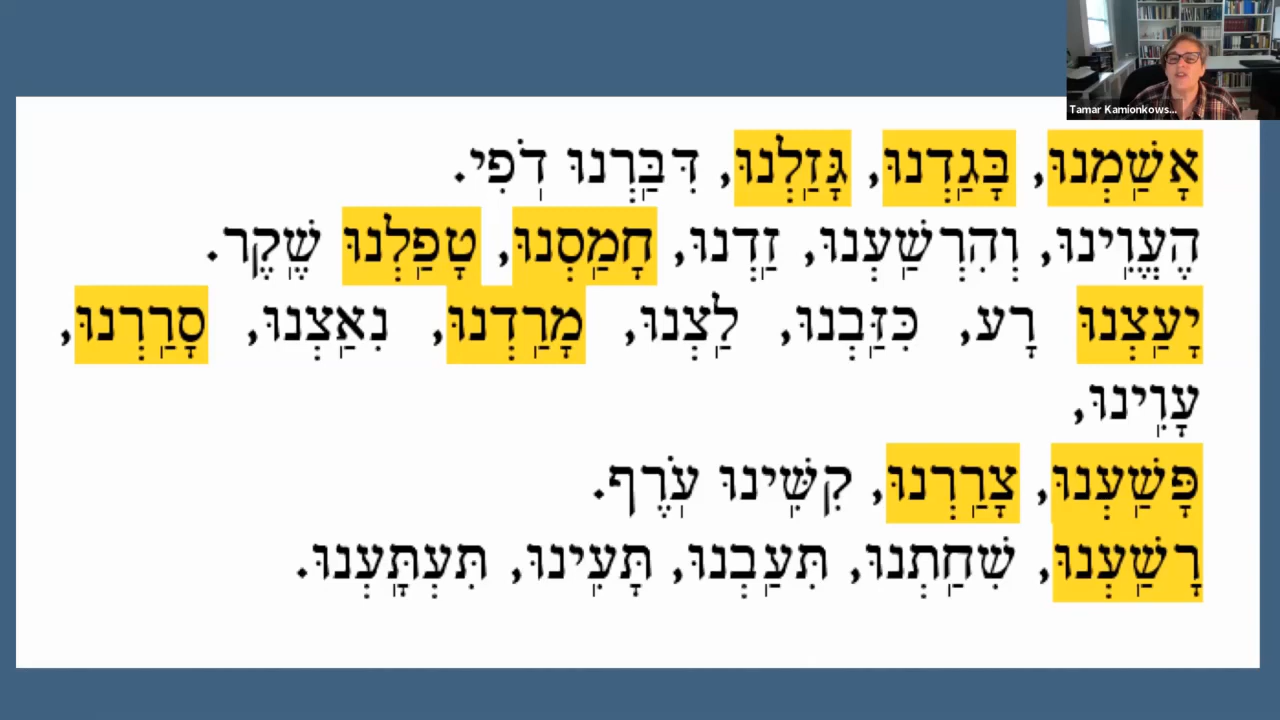 Tamar Kamionkows...
אָשַֽׁמְנוּ, בָּגַֽדְנוּ, גָּזַֽלְנוּ, דִּבַּֽרְנוּ דֹֽפִי.
הֶעֱוִֽינוּ, וְהִרְשַֽׁעְנוּ, זַֽדְנוּ, חָמַֽסְנוּ, טָפַֽלְנוּ שֶֽׁקֶר.
יָעַֽצְנוּ רָע, כִּזַּֽבְנוּ, לַֽצְנוּ, מָרַֽדְנוּ, נִאַֽצְנוּ, סָרַֽרְנוּ,
עָוִֽינוּ,
פָּשַֽׁעְנוּ, צָרַֽרְנוּ, קִשִּֽׁינוּ עֹֽרֶף.
רָשַֽׁעְנוּ, שִׁחַֽתְנוּ, תִּעַֽבְנוּ, תָּעִֽינוּ, תִּעְתָּֽעְנוּ.